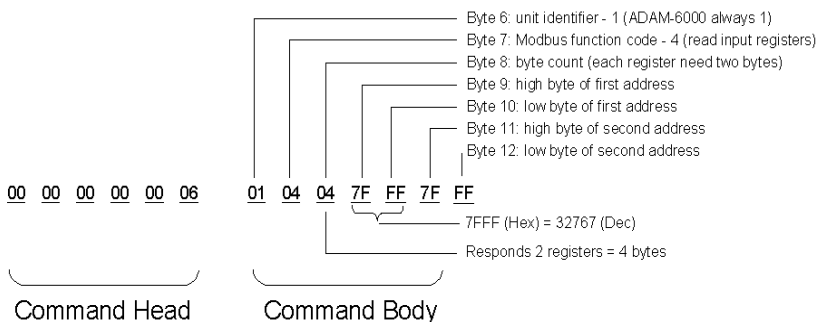 Byte 6: unit identifier - 1 (ADAM-6000 always 1)
Byte 7: Modbus function code - 4 (read input registers)
Byte 8: byte count (each register need two bytes)
Byte 9: high byte of first address
Byte 10: low byte of first address
Byte 11: high byte of second address
Byte 12: low byte of second address
00 00 00 00 00 06 01 04 04 7F FF 7F FF
7FFF (Hex) = 32767 (Dec)
Responds 2 registers = 4 bytes
Command Head Command Body